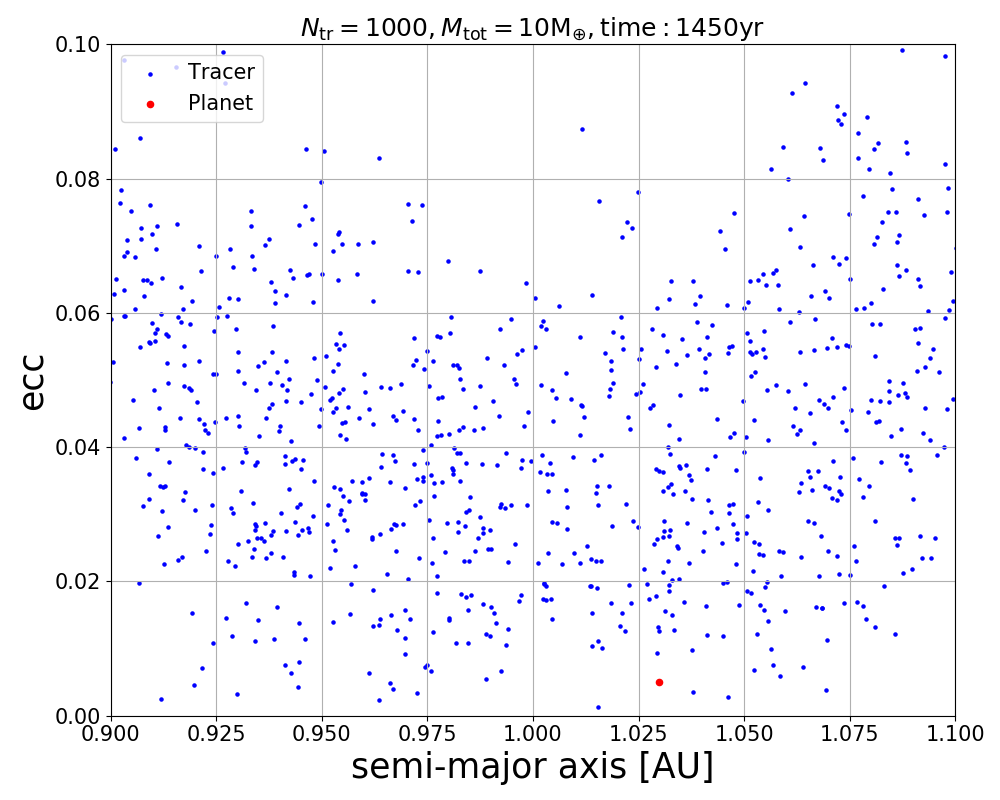 N_tr = 1000, M_tot = 10M_⊕, time : 1450yr
0.10
Tracer
Planet
0.08
0.06
ecc
0.04
0.02
0.00
0.900 0.925 0.950 0.975 1.000 1.025 1.050 1.075 1.100
semi-major axis [AU]